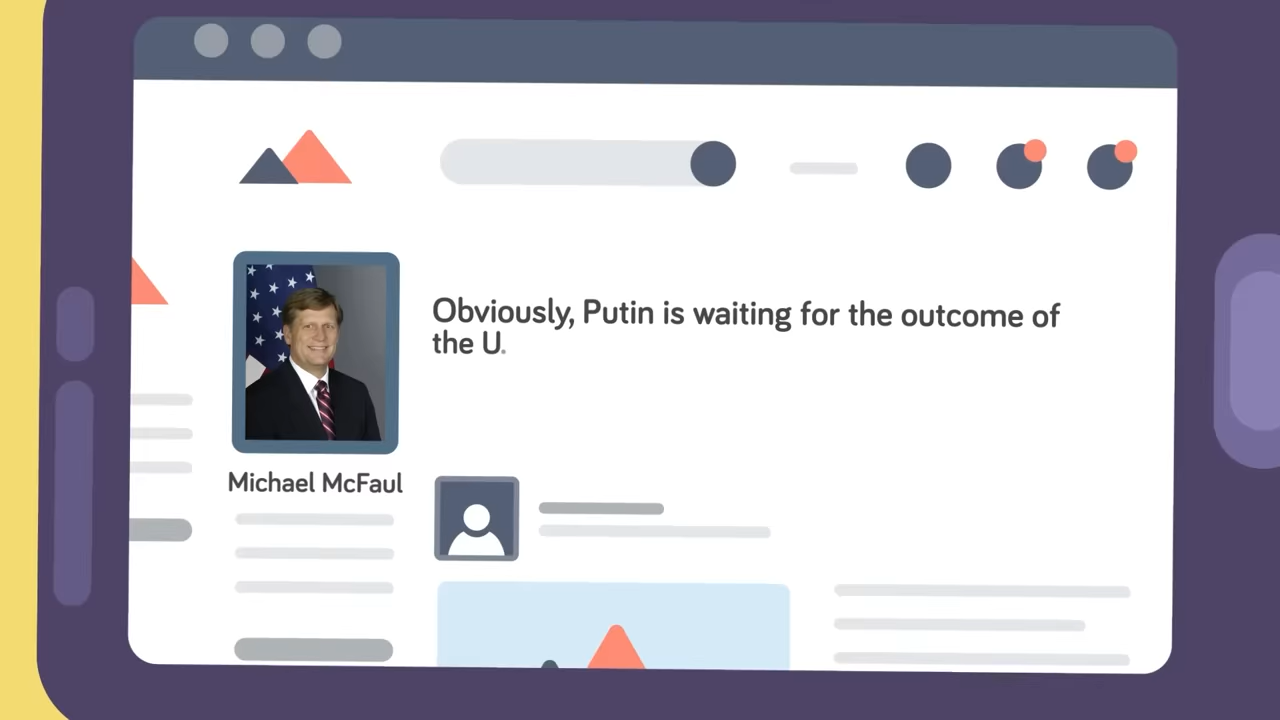 Obviously, Putin is waiting for the outcome of
the U.
Michael McFaul